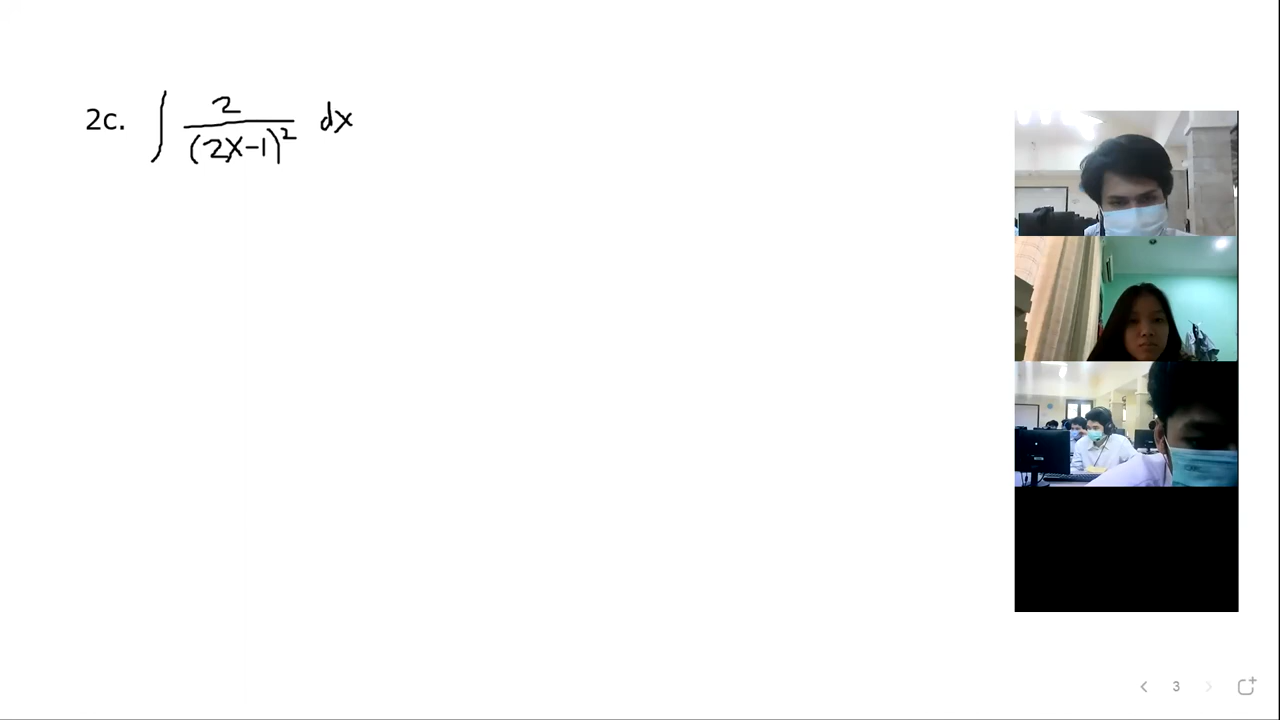 2c. ∫ 2/(2x-1)² dx
3